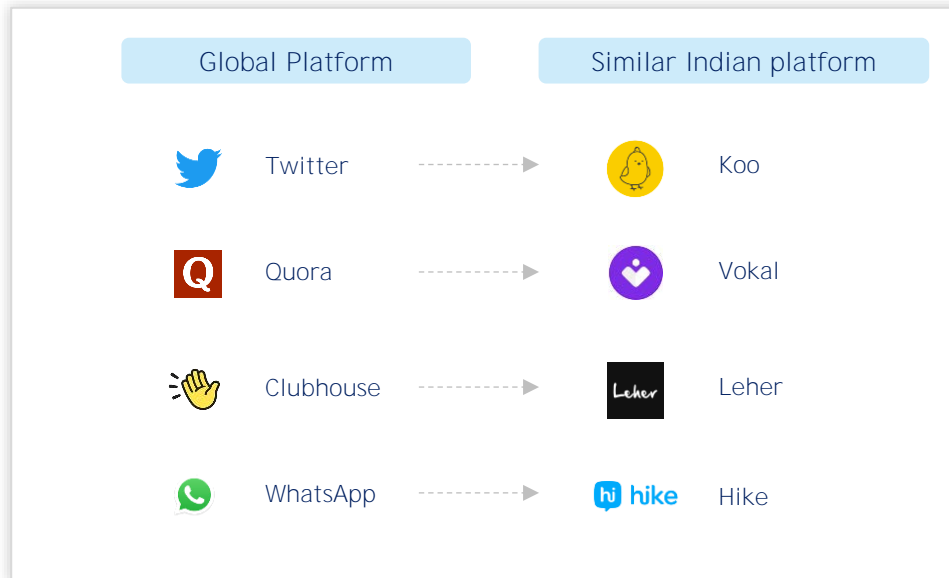 Global Platform Similar Indian platform
Twitter Koo
Q Quora Vokal
Clubhouse Leher Leher
WhatsApp hi hike Hike